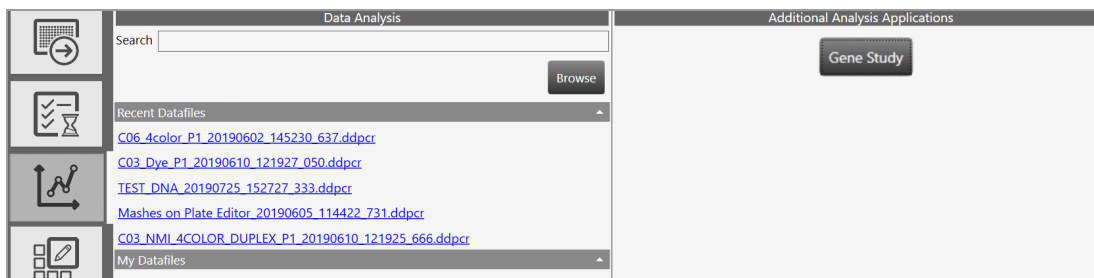 Data Analysis
Search
Browse
Recent Datafiles
C06_4color_P1_20190602_145230_637.ddpcr
C03_Dye_P1_20190610_121927_050.ddpcr
TEST_DNA_20190725_152727_333.ddpcr
Mashes on Plate Editor_20190605_114422_731.ddpcr
C03_NMI_4COLOR_DUPLEX_P1_20190610_121925_666.ddpcr
My Datafiles
Additional Analysis Applications
Gene Study